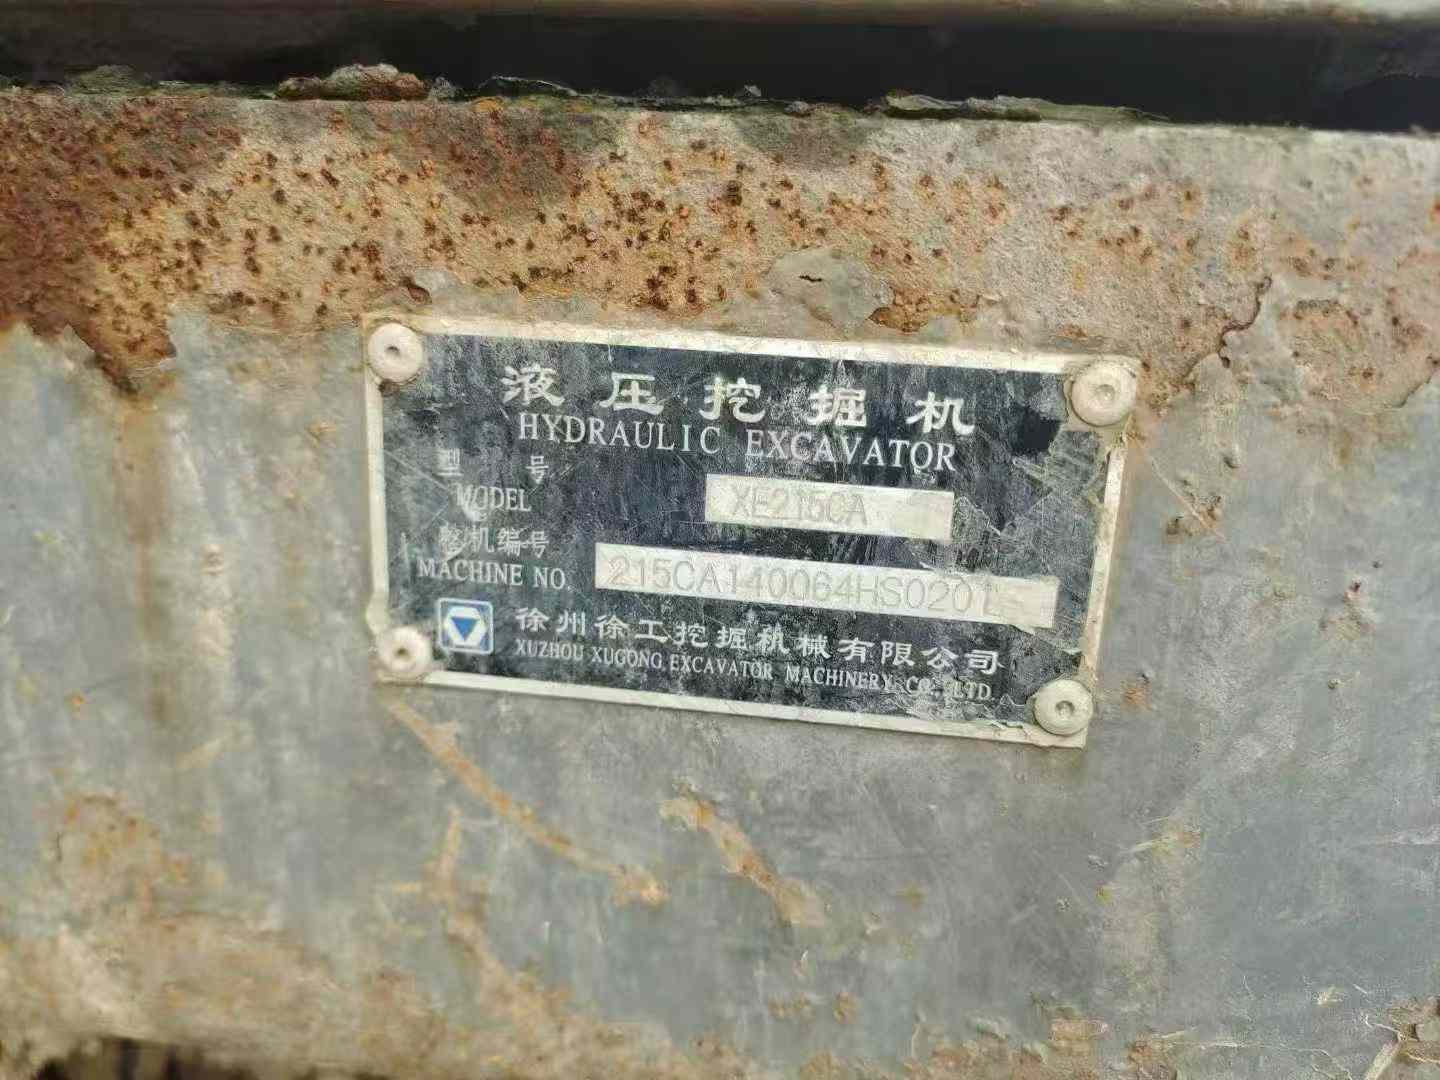 液压挖掘机
HYDRAULIC EXCAVATOR
型 号
MODEL XE215CA
整机编号
MACHINE NO. 215CA140064HS0201
徐州徐工挖掘机械有限公司
XUZHOU XUGONG EXCAVATOR MACHINERY CO., LTD.